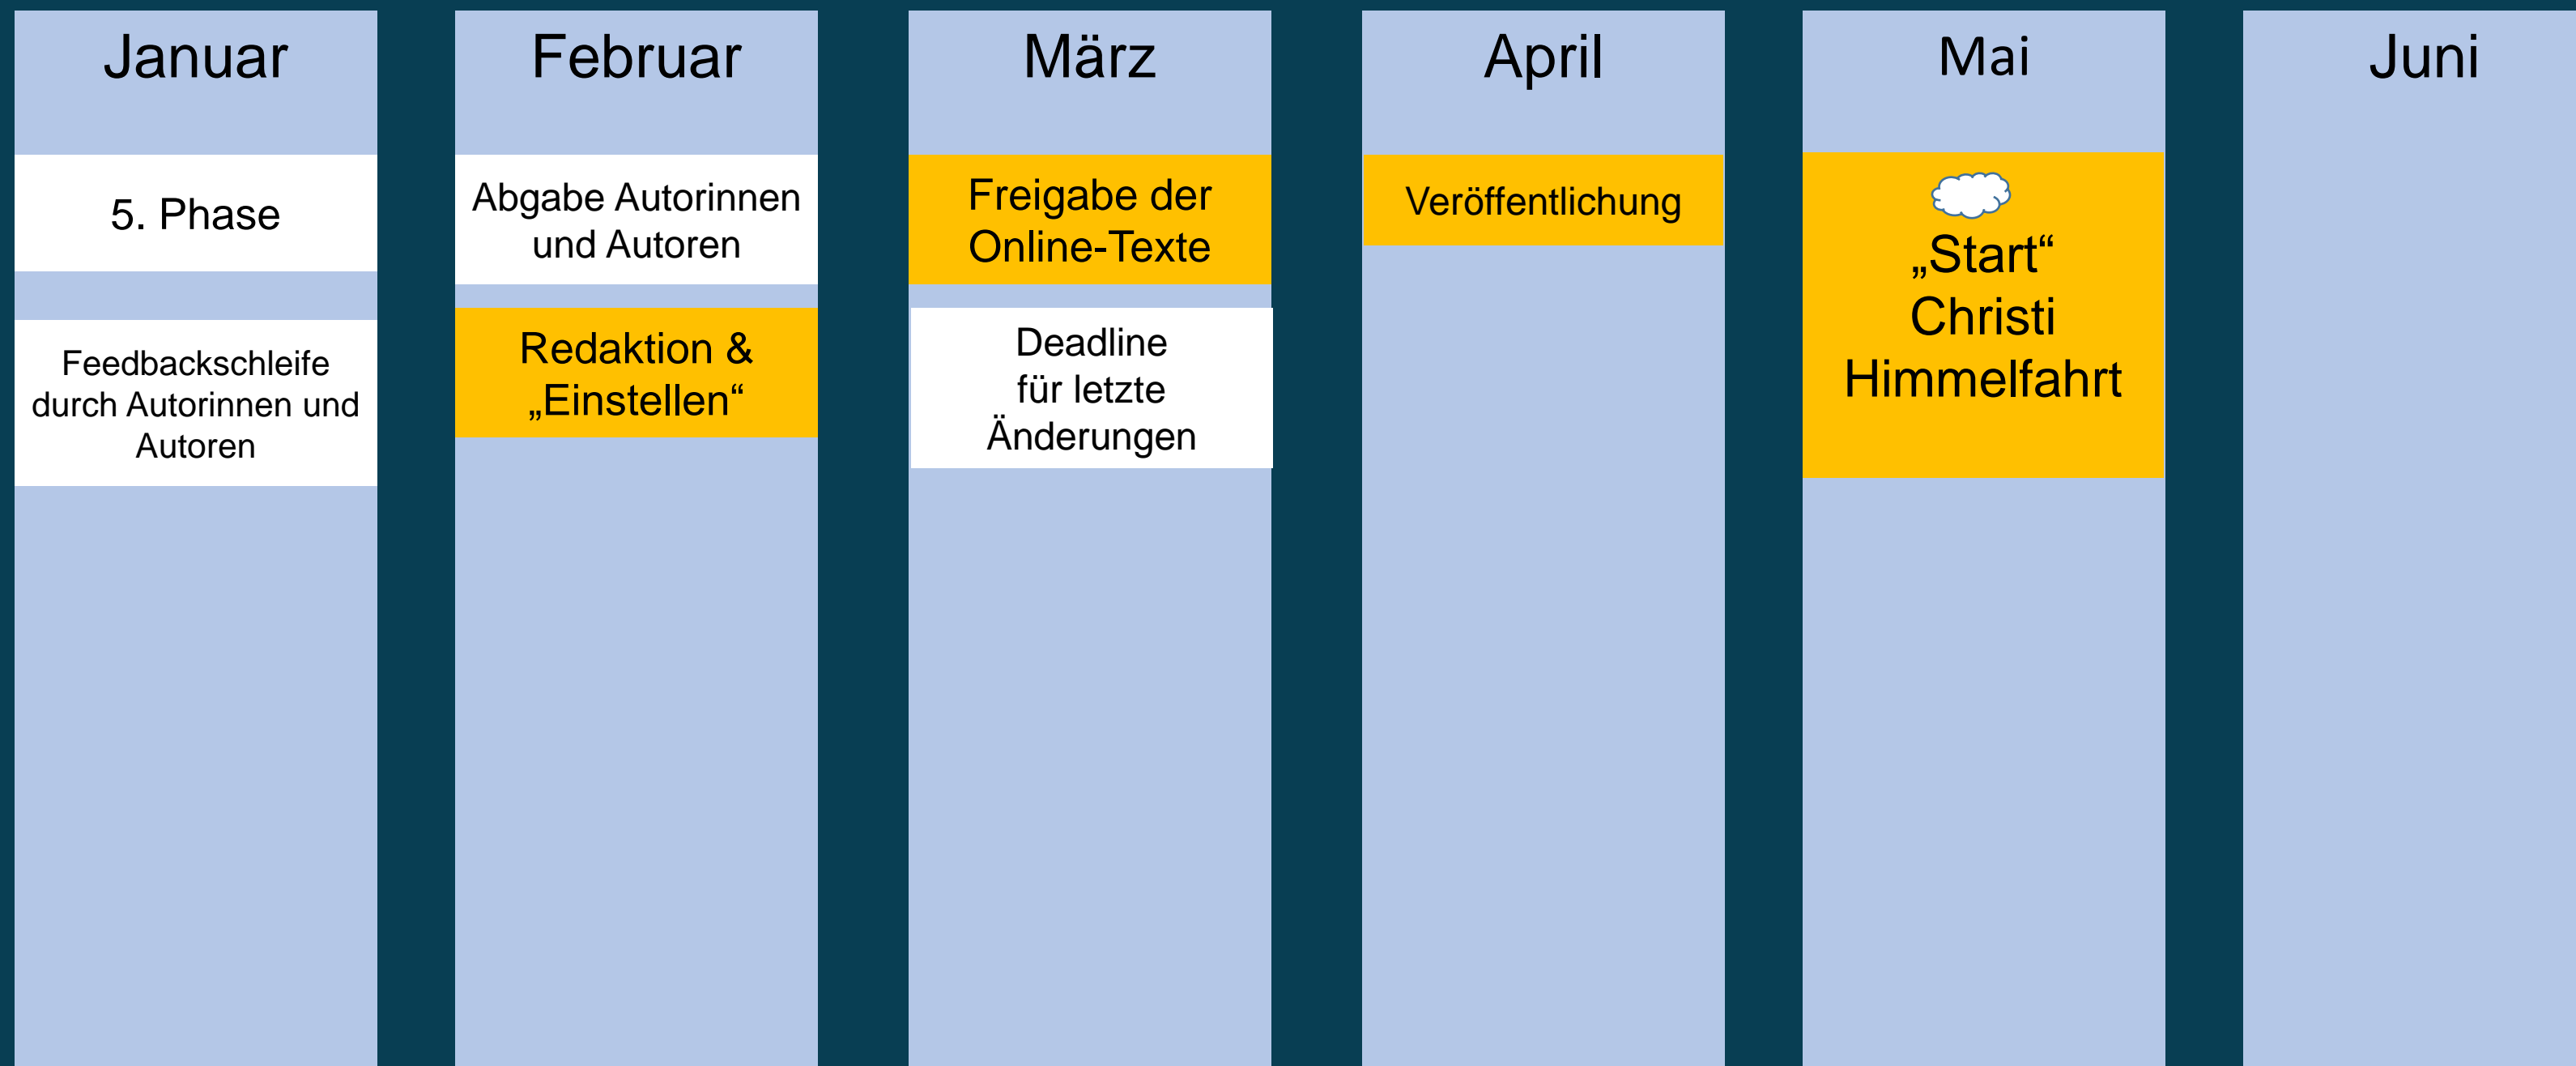 Januar
5. Phase
Feedbackschleife
durch Autorinnen und
Autoren
Februar
Abgabe Autorinnen
und Autoren
Redaktion &
„Einstellen“
März
Freigabe der
Online-Texte
Deadline
für letzte
Änderungen
April
Veröffentlichung
Mai
„Start“
Christi
Himmelfahrt
Juni